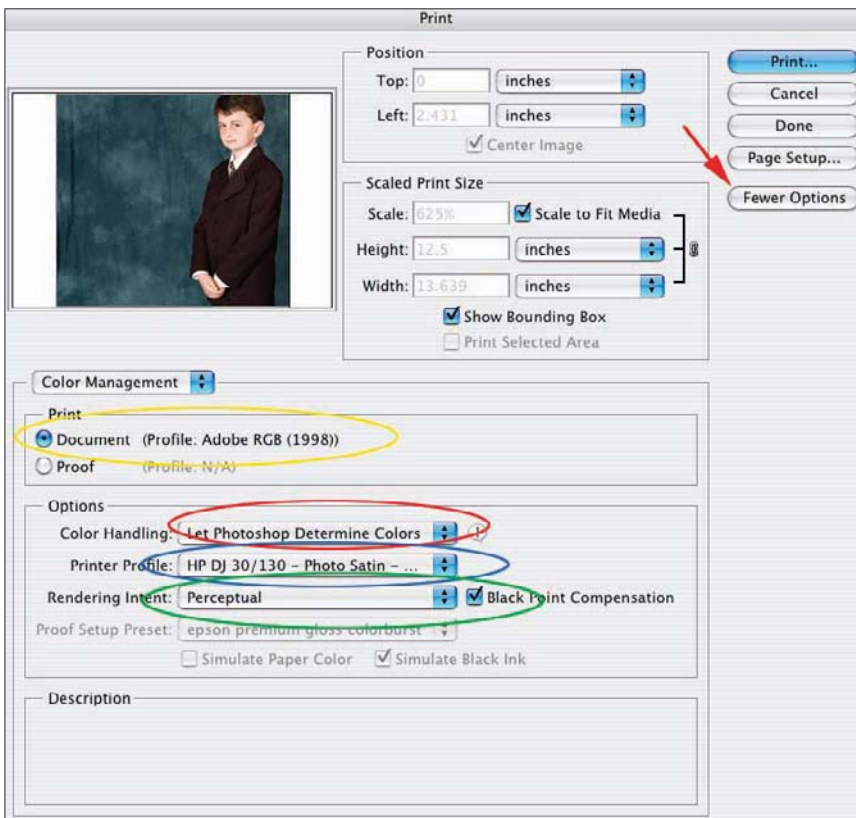 Print
Position
Top: 0 inches
Left: 2.431 inches
Center Image
Scaled Print Size
Scale: 625% Scale to Fit Media
Height: 12.5 inches
Width: 13.639 inches
Show Bounding Box
Print Selected Area
Print...
Cancel
Done
Page Setup...
Fewer Options
Color Management
Print
Document (Profile: Adobe RGB (1998))
Proof (Profile: N/A)
Options
Color Handling: Let Photoshop Determine Colors
Printer Profile: HP DJ 30/130 - Photo Satin - ...
Rendering Intent: Perceptual Black Point Compensation
Proof Setup Preset: epson premium gloss colorburst
Simulate Paper Color Simulate Black Ink
Description